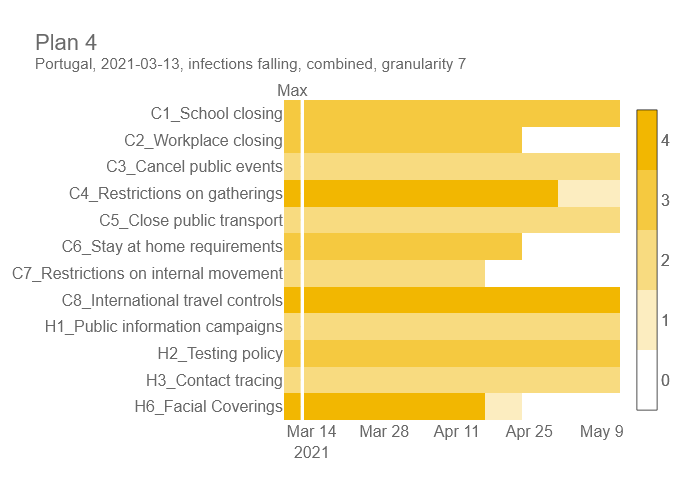 Plan 4
Portugal, 2021-03-13, infections falling, combined, granularity 7
Max
C1_School closing
C2_Workplace closing
C3_Cancel public events
C4_Restrictions on gatherings
C5_Close public transport
C6_Stay at home requirements
C7_Restrictions on internal movement
C8_International travel controls
H1_Public information campaigns
H2_Testing policy
H3_Contact tracing
H6_Facial Coverings
Mar 14 Mar 28 Apr 11 Apr 25 May 9
2021
4
3
2
1
0